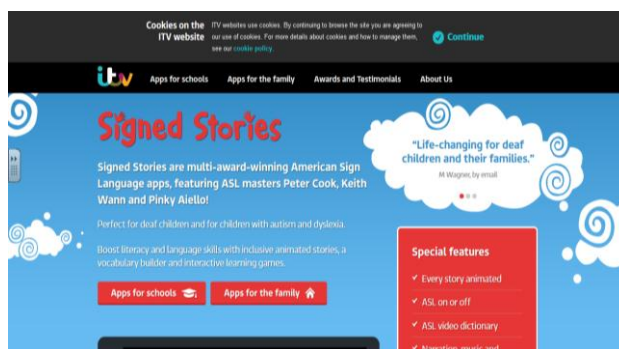 Cookies on the
ITV website
ITV websites use cookies. By continuing to browse the site you are agreeing to
our use of cookies. For more details about cookies and how to manage them,
see our cookie policy.
Continue
itv
Apps for schools
Apps for the family
Awards and Testimonials
About Us
Signed Stories
Signed Stories are multi-award-winning American Sign
Language apps, featuring ASL masters Peter Cook, Keith
Wann and Pinky Aiello!
Perfect for deaf children and for children with autism and dyslexia.
Boost literacy and language skills with inclusive animated stories, a
vocabulary builder and interactive learning games.
Apps for schools
Apps for the family
"Life-changing for deaf
children and their families."
M Wagner, by email
Special features
Every story animated
ASL on or off
ASL video dictionary
Narration, music and